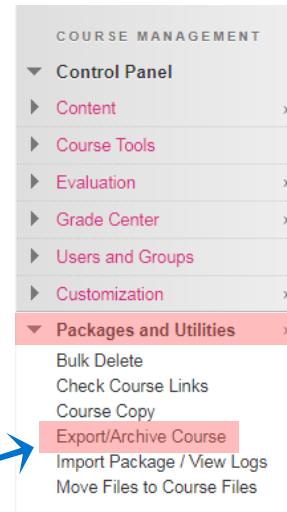 COURSE MANAGEMENT
Control Panel
Content
Course Tools
Evaluation
Grade Center
Users and Groups
Customization
Packages and Utilities
Bulk Delete
Check Course Links
Course Copy
Export/Archive Course
Import Package / View Logs
Move Files to Course Files